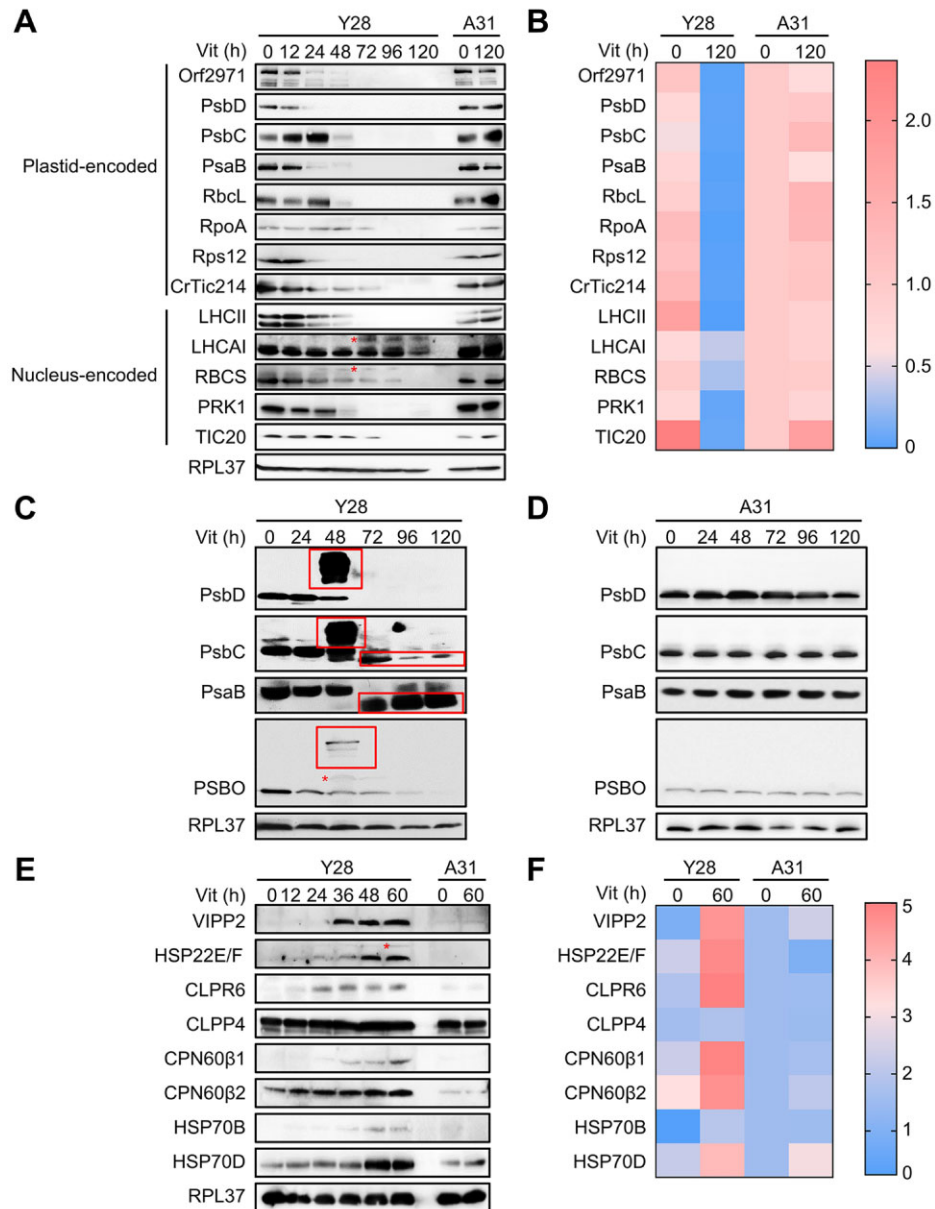 A
Y28 A31
Vit (h) 0 12 24 48 72 96 120 0 120
Plastid-encoded
Orf2971
PsbD
PsbC
PsaB
RbcL
RpoA
Rps12
CrTic214
Nucleus-encoded
LHCII
LHCAI *
RBCS *
PRK1
TIC20
RPL37
B
Y28 A31
Vit (h) 0 120 0 120
Orf2971
PsbD
PsbC
PsaB
RbcL
RpoA
Rps12
CrTic214
LHCII
LHCAI
RBCS
PRK1
TIC20
2.0
1.5
1.0
0.5
0
C
Y28
Vit (h) 0 24 48 72 96 120
PsbD
PsbC
PsaB
PSBO *
RPL37
D
A31
Vit (h) 0 24 48 72 96 120
PsbD
PsbC
PsaB
PSBO
RPL37
E
Y28 A31
Vit (h) 0 12 24 36 48 60 0 60
VIPP2
HSP22E/F *
CLPR6
CLPP4
CPN60β1
CPN60β2
HSP70B
HSP70D
RPL37
F
Y28 A31
Vit (h) 0 60 0 60
VIPP2
HSP22E/F
CLPR6
CLPP4
CPN60β1
CPN60β2
HSP70B
HSP70D
5
4
3
2
1
0